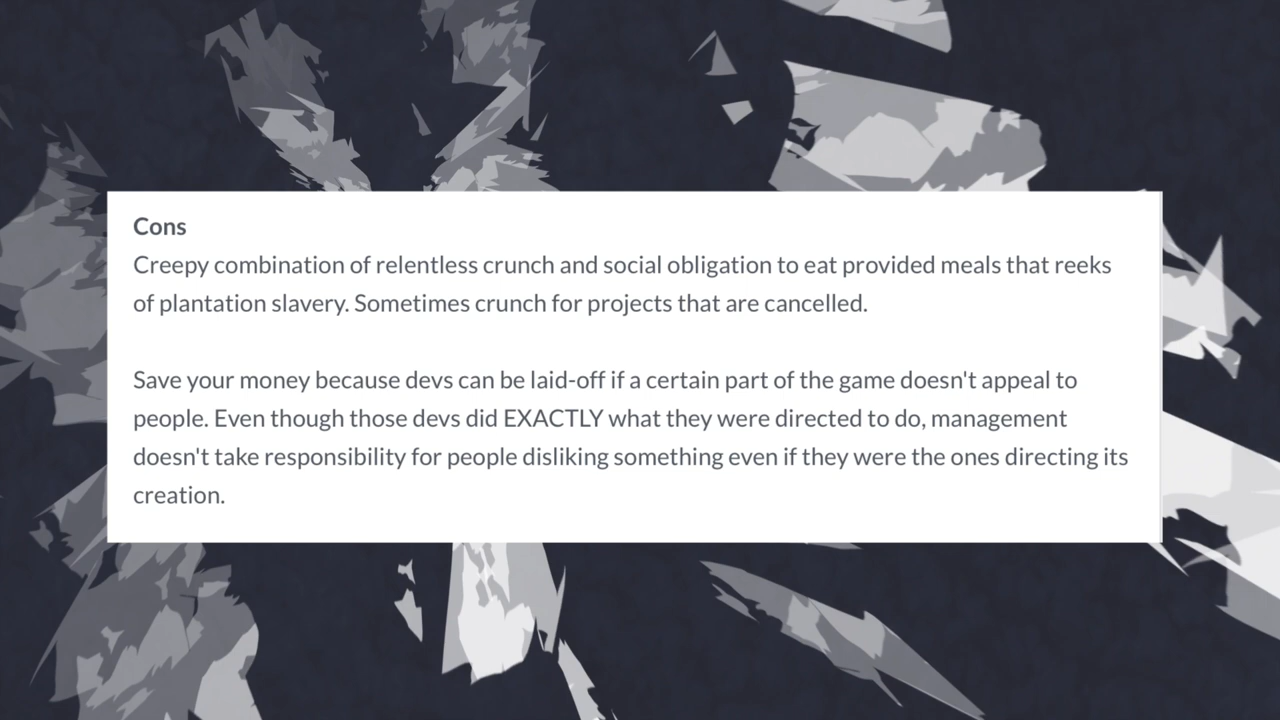 Cons
Creepy combination of relentless crunch and social obligation to eat provided meals that reeks
of plantation slavery. Sometimes crunch for projects that are cancelled.
Save your money because devs can be laid-off if a certain part of the game doesn't appeal to
people. Even though those devs did EXACTLY what they were directed to do, management
doesn't take responsibility for people disliking something even if they were the ones directing its
creation.